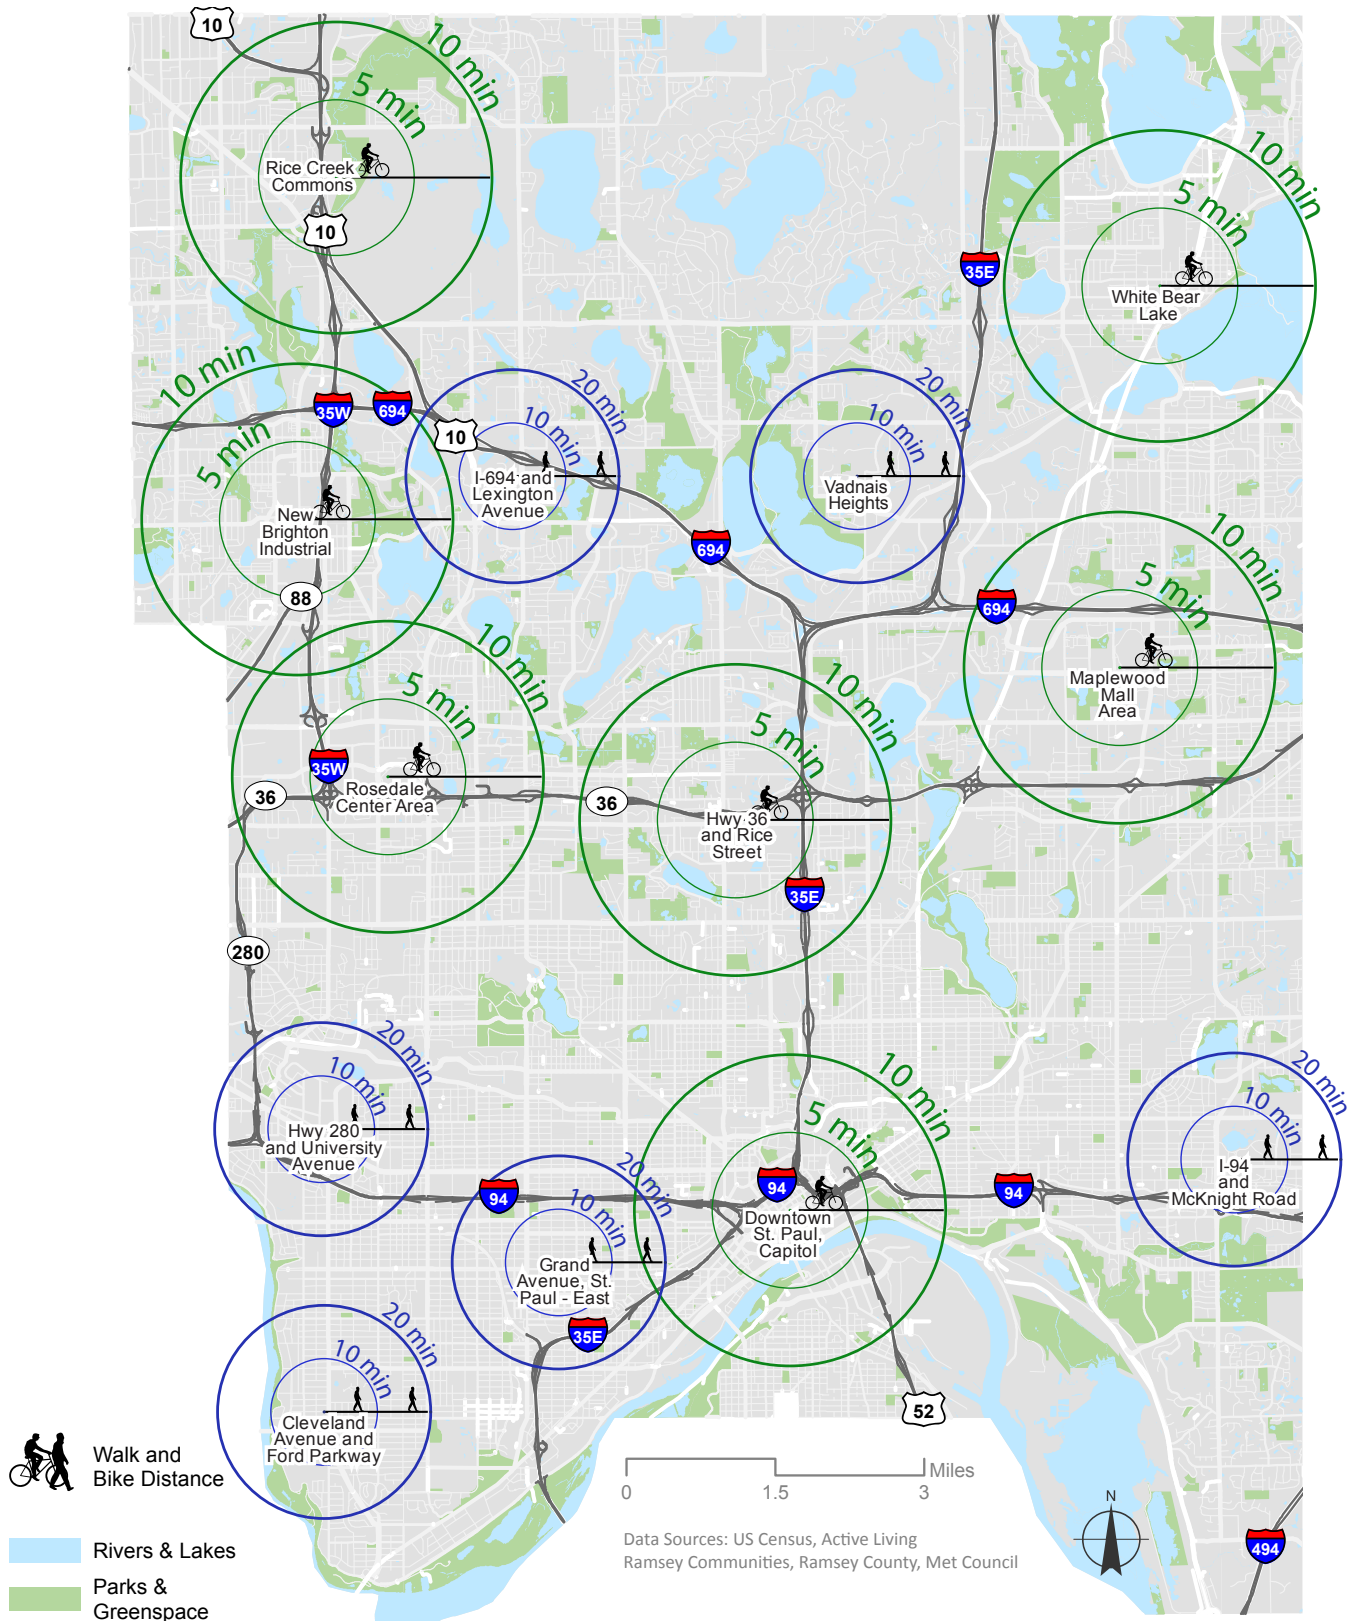 10
10 min
5 min
Rice Creek
Commons
10
10 min
5 min
35E
White Bear
Lake
10 min
5 min
35W
694
10
New
Brighton
Industrial
88
20 min
10 min
I-694 and
Lexington
Avenue
20 min
10 min
Vadnais
Heights
694
694
10 min
5 min
Maplewood
Mall
Area
10 min
5 min
35W
Rosedale
Center Area
36
36
10 min
5 min
Hwy 36
and Rice
Street
35E
280
20 min
10 min
Hwy 280
and University
Avenue
94
20 min
10 min
Grand
Avenue, St.
Paul - East
35E
10 min
5 min
94
Downtown
St. Paul,
Capitol
94
20 min
10 min
I-94
and
McKnight Road
20 min
10 min
Cleveland
Avenue and
Ford Parkway
52
Walk and
Bike Distance
Rivers & Lakes
Parks &
Greenspace
Miles
0 1.5 3
Data Sources: US Census, Active Living
Ramsey Communities, Ramsey County, Met Council
N
494